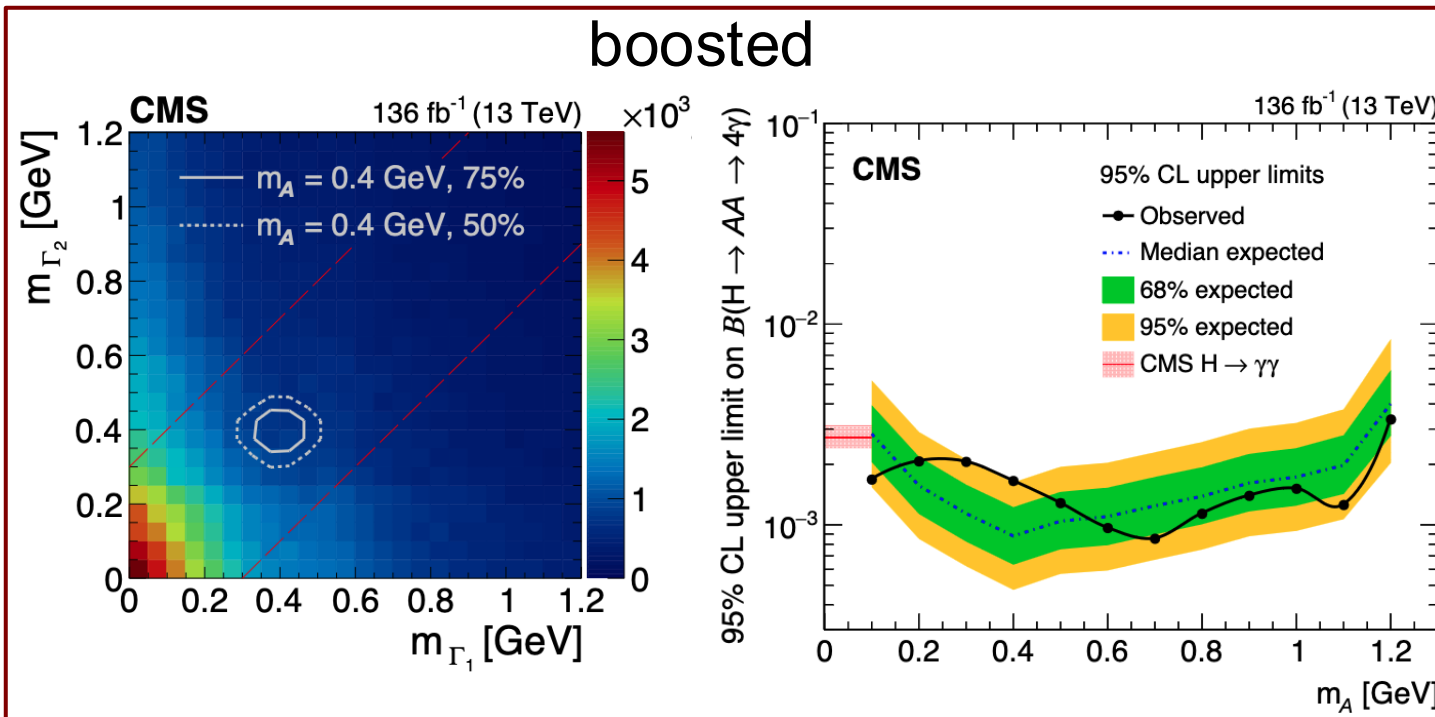 boosted
CMS 136 fb⁻¹ (13 TeV)
×10³
m_A = 0.4 GeV, 75%
m_A = 0.4 GeV, 50%
m_Γ₂ [GeV]
1.2
1
0.8
0.6
0.4
0.2
0
0 0.2 0.4 0.6 0.8 1 1.2
m_Γ₁ [GeV]
5
4
3
2
1
0
136 fb⁻¹ (13 TeV)
CMS
95% CL upper limits
Observed
Median expected
68% expected
95% expected
CMS H → γγ
95% CL upper limit on B(H → AA → 4γ)
10⁻¹
10⁻²
10⁻³
0 0.2 0.4 0.6 0.8 1 1.2
m_A [GeV]